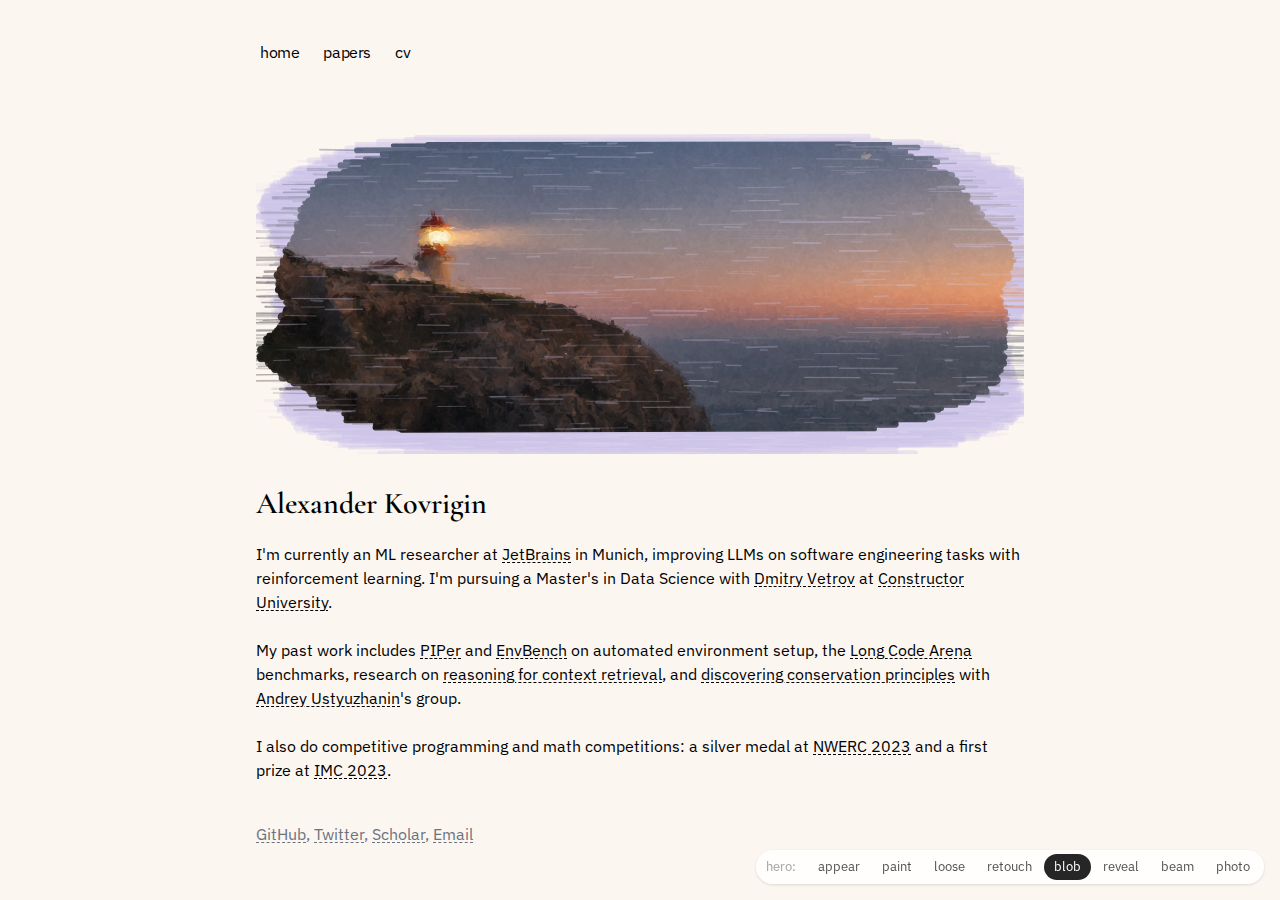 home papers cv
Alexander Kovrigin
I'm currently an ML researcher at JetBrains in Munich, improving LLMs on software engineering tasks with
reinforcement learning. I'm pursuing a Master's in Data Science with Dmitry Vetrov at Constructor
University.
My past work includes PIPer and EnvBench on automated environment setup, the Long Code Arena
benchmarks, research on reasoning for context retrieval, and discovering conservation principles with
Andrey Ustyuzhanin's group.
I also do competitive programming and math competitions: a silver medal at NWERC 2023 and a first
prize at IMC 2023.
GitHub, Twitter, Scholar, Email
hero: appear paint loose retouch blob reveal beam photo